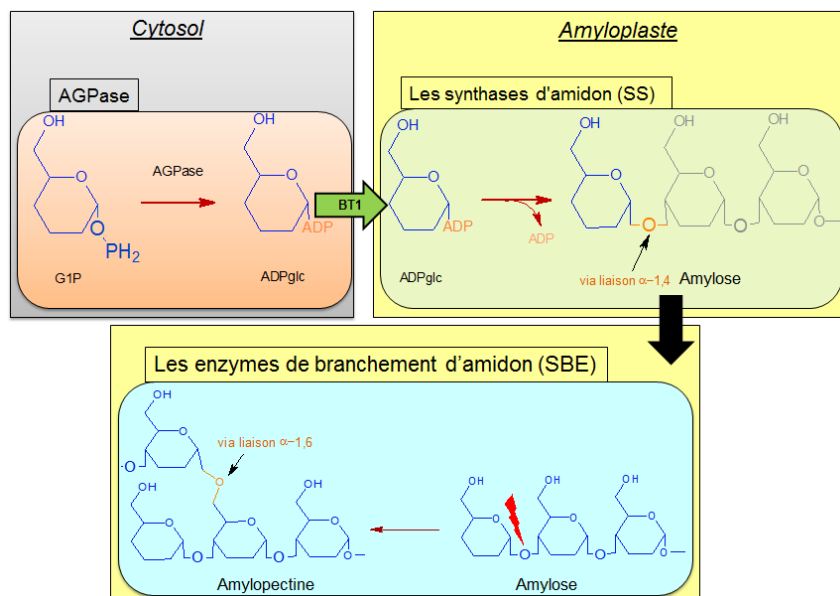 Cytosol
AGPase
OH
O
O
PH2
G1P
AGPase
OH
O
ADP
ADPglc
BT1
Amyloplaste
Les synthases d'amidon (SS)
OH
O
ADP
ADPglc
ADP
OH
OH
OH
O
O
O
O
O
O
via liaison α−1,4
Amylose
Les enzymes de branchement d'amidon (SBE)
OH
O
O
via liaison α−1,6
O
OH
OH
O
O
O
O
O
O
Amylopectine
OH
OH
OH
O
O
O
O
O
O
Amylose